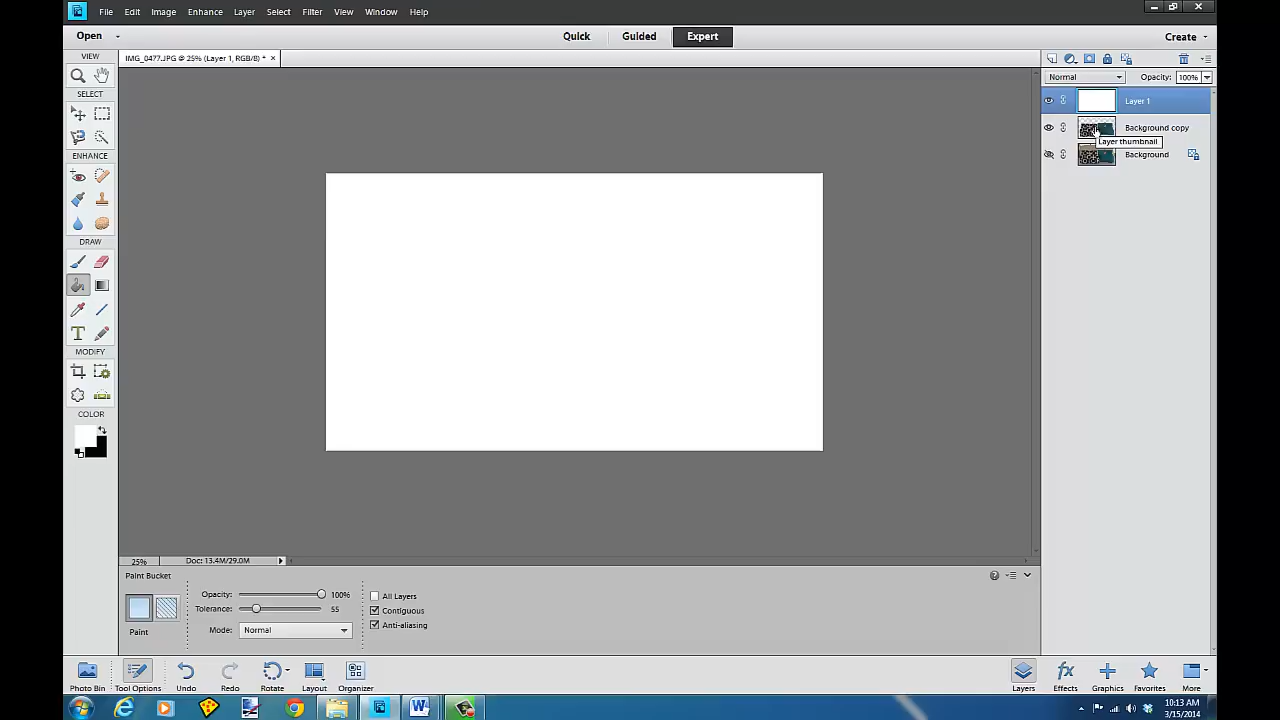 File Edit Image Enhance Layer Select Filter View Window Help
Open Quick Guided Expert Create
VIEW
IMG_0477.JPG @ 25% (Layer 1, RGB/8) * ×
Normal Opacity: 100%
SELECT
Layer 1
Background copy
Layer thumbnail
Background
ENHANCE
DRAW
T
MODIFY
COLOR
25% Doc: 13.4M/29.0M
Paint Bucket
Opacity: 100%
All Layers
Tolerance: 55
Contiguous
Paint
Mode: Normal
Anti-aliasing
fx
Photo Bin Tool Options Undo Redo Rotate Layout Organizer Layers Effects Graphics Favorites More
10:13 AM
3/15/2014